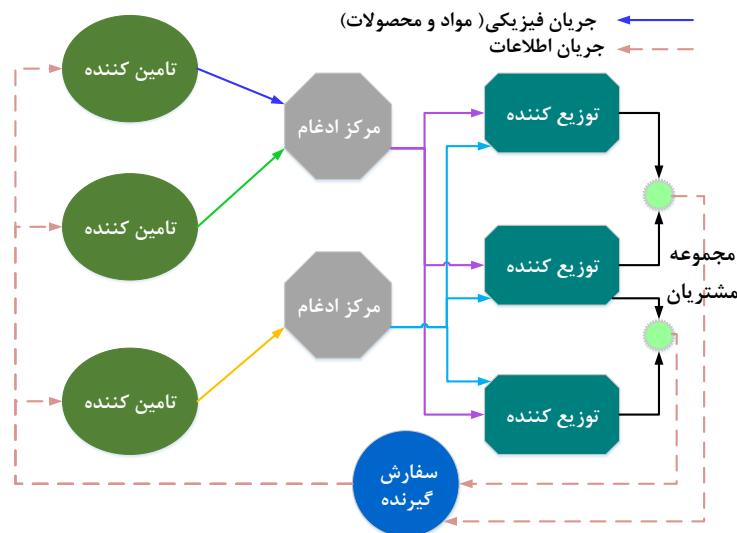 جریان فیزیکی( مواد و محصولات)
جریان اطلاعات
تامین کننده
مرکز ادغام
توزیع کننده
تامین کننده
توزیع کننده
مجموعه
مشتریان
مرکز ادغام
تامین کننده
توزیع کننده
سفارش
گیرنده